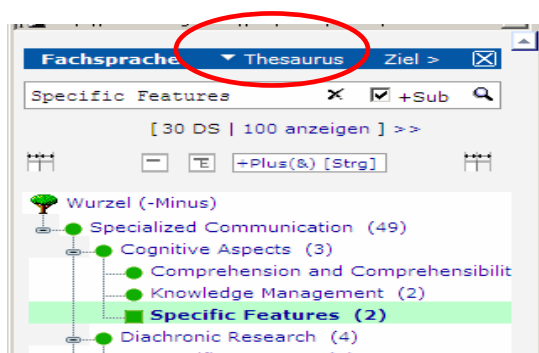 Fachsprache Thesaurus Ziel >
Specific Features +Sub
[ 30 DS | 100 anzeigen ] >>
+Plus(&) [Strg]
Wurzel (-Minus)
Specialized Communication (49)
Cognitive Aspects (3)
Comprehension and Comprehensibilit
Knowledge Management (2)
Specific Features (2)
Diachronic Research (4)